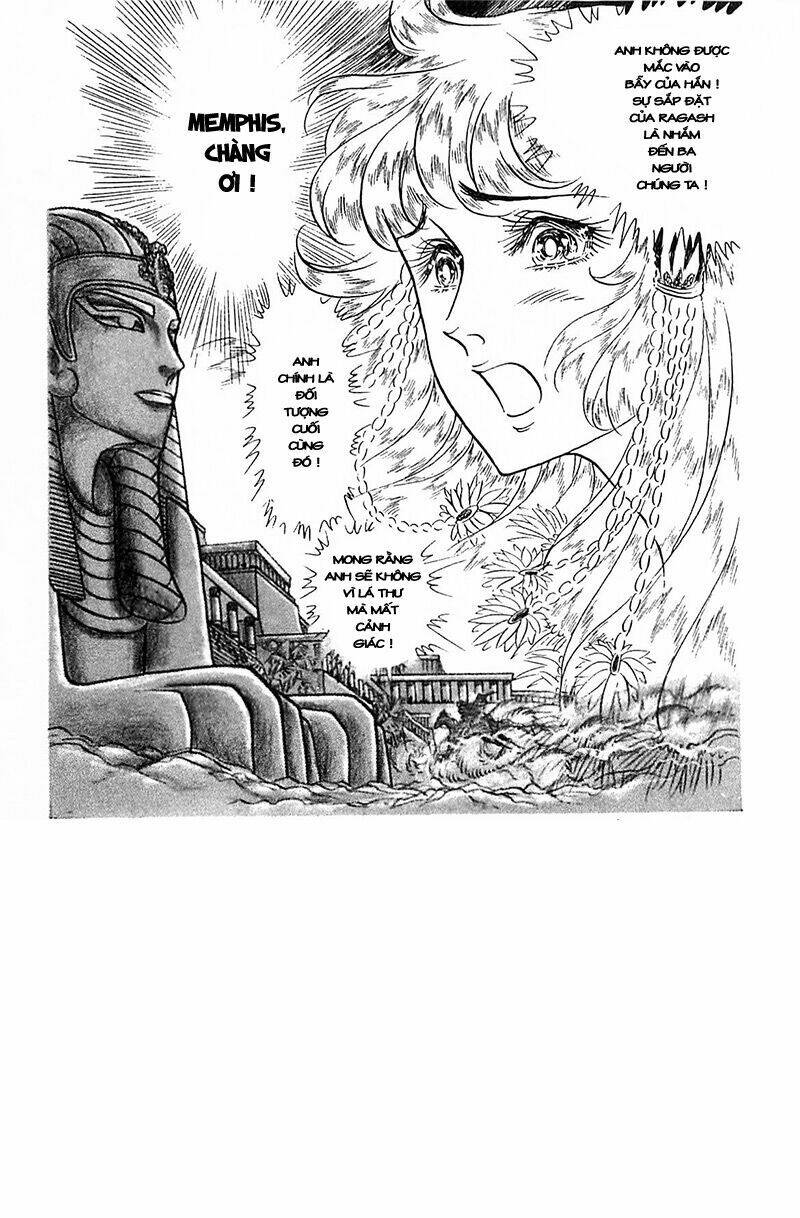 ANH KHÔNG ĐƯỢC
MẮC VÀO
BẪY CỦA HẮN !
SỰ SẮP ĐẶT
CỦA RAGASH
LÀ NHẮM
ĐẾN BA
NGƯỜI
CHÚNG TA !
MEMPHIS,
CHÀNG
ƠI !
ANH
CHÍNH LÀ
ĐỐI
TƯỢNG
CUỐI
CÙNG
ĐÓ !
MONG RẰNG
ANH SẼ KHÔNG
VÌ LÁ THƯ
MÀ MẤT
CẢNH
GIÁC !